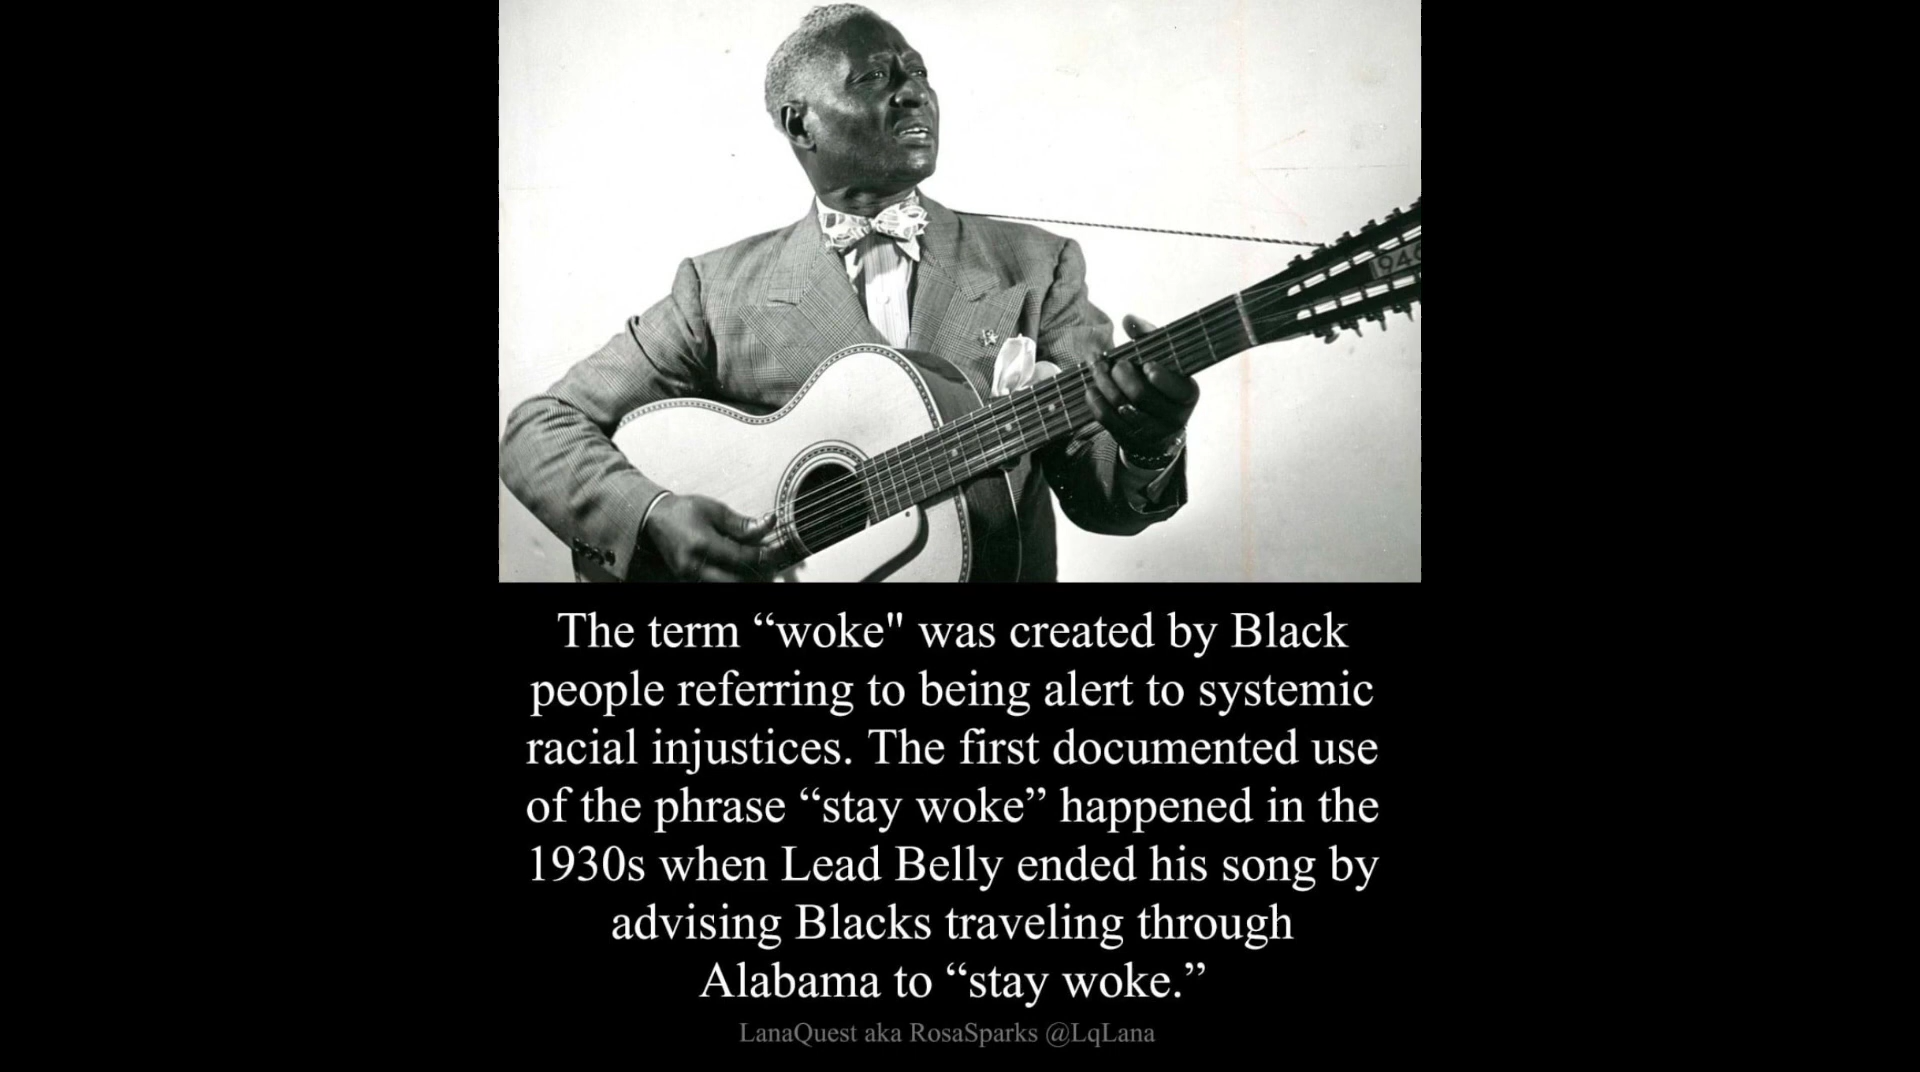 The term “woke" was created by Black
people referring to being alert to systemic
racial injustices. The first documented use
of the phrase “stay woke” happened in the
1930s when Lead Belly ended his song by
advising Blacks traveling through
Alabama to “stay woke.”
LanaQuest aka RosaSparks @LqLana